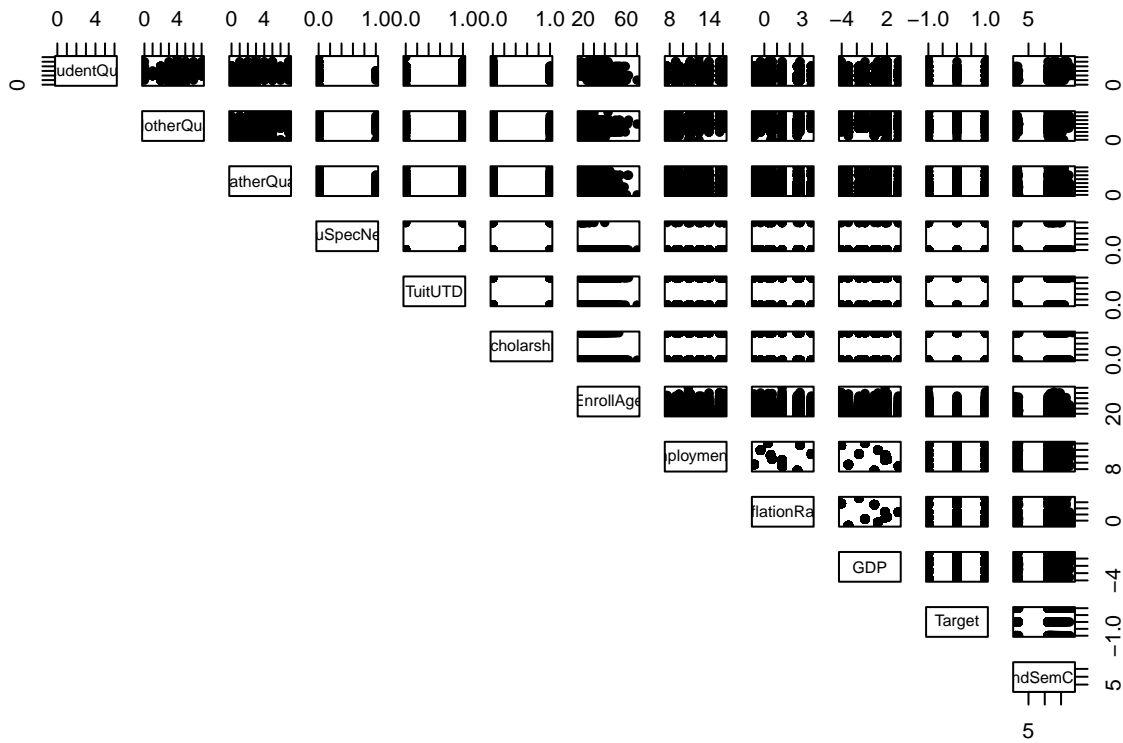 0 4 0 4 0 4 0.0 1.00.0 1.00.0 1.0 20 60 8 14 0 3 −4 2 −1.0 1.0 5
0 udentQu 0
otherQu 0
atherQua 0
uSpecNe 0.0
TuitUTD 0.0
cholarsh 0.0
EnrollAge 20
ploymen 8
flationRa 0
GDP −4
Target −1.0
ndSemC 5
5